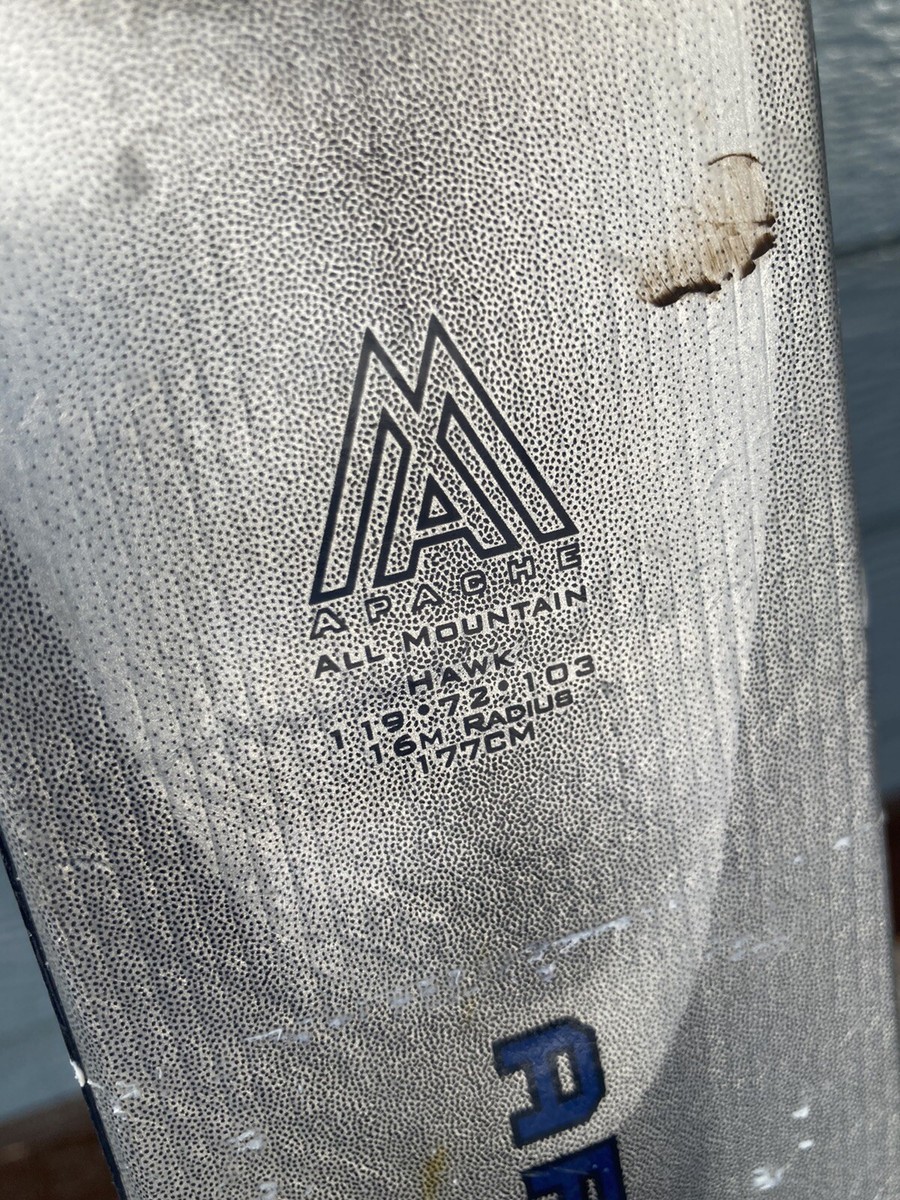 APACHE
ALL MOUNTAIN
HAWK
119•72•103
16M RADIUS
177CM